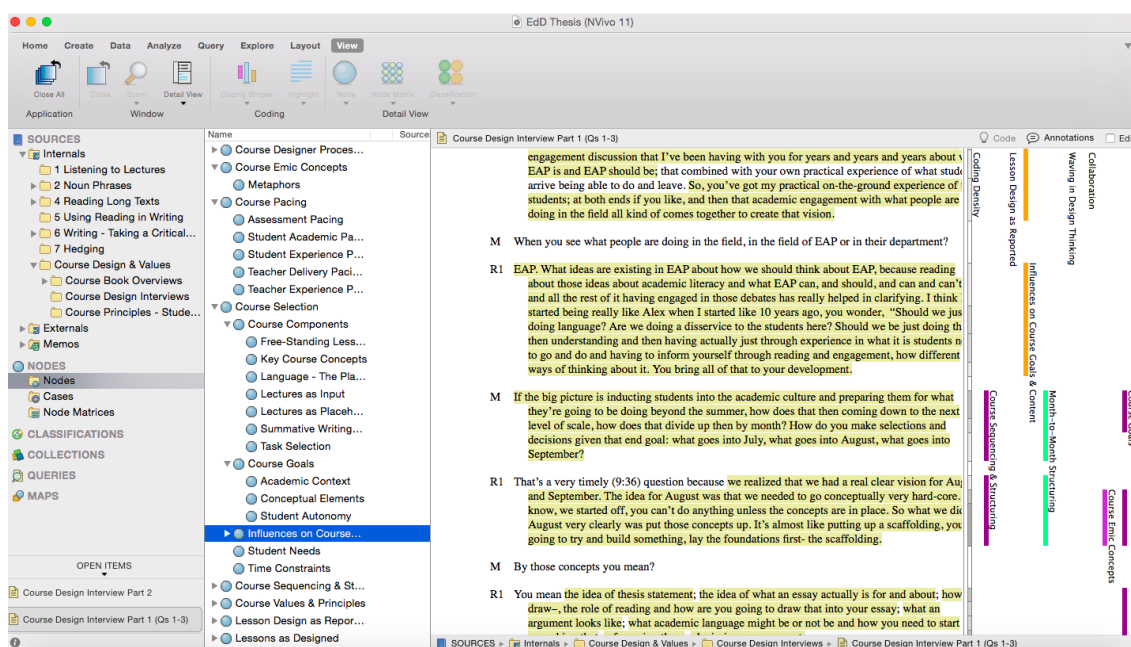 EdD Thesis (NVivo 11)
Home Create Data Analyze Query Explore Layout View
Close All Close Zoom Detail View Coding Stripes Highlight Node Node Matrix Classification
Application Window Coding Detail View
SOURCES
Internals
1 Listening to Lectures
2 Noun Phrases
4 Reading Long Texts
5 Using Reading in Writing
6 Writing - Taking a Critical...
7 Hedging
Course Design & Values
Course Book Overviews
Course Design Interviews
Course Principles - Stude...
Externals
Memos
NODES
Nodes
Cases
Node Matrices
CLASSIFICATIONS
COLLECTIONS
QUERIES
MAPS
OPEN ITEMS
Course Design Interview Part 2
Course Design Interview Part 1 (Qs 1-3)
Name Source
Course Designer Proces...
Course Emic Concepts
Metaphors
Course Pacing
Assessment Pacing
Student Academic Pa...
Student Experience P...
Teacher Delivery Paci...
Teacher Experience P...
Course Selection
Course Components
Free-Standing Less...
Key Course Concepts
Language - The Pla...
Lectures as Input
Lectures as Placeh...
Summative Writing...
Task Selection
Course Goals
Academic Context
Conceptual Elements
Student Autonomy
Influences on Course...
Student Needs
Time Constraints
Course Sequencing & St...
Course Values & Principles
Lesson Design as Repor...
Lessons as Designed
Course Design Interview Part 1 (Qs 1-3) Code Annotations
engagement discussion that I've been having with you for years and years and years about
EAP is and EAP should be; that combined with your own practical experience of what
arrive being able to do and leave. So, you've got my practical on-the-ground experience of
students; at both ends if you like, and then that academic engagement with what people are
doing in the field all kind of comes together to create that vision.
M When you see what people are doing in the field, in the field of EAP or in their department?
R1 EAP. What ideas are existing in EAP about how we should think about EAP, because reading
about those ideas about academic literacy and what EAP can, and should, and can and can't
and all the rest of it having engaged in those debates has really helped in clarifying. I think
started being really like Alex when I started like 10 years ago, you wonder, “Should we jus
doing language? Are we doing a disservice to the students here? Should we be just doing th
then understanding and then having actually just through experience in what it is students n
to go and do and having to inform yourself through reading and engagement, how different
ways of thinking about it. You bring all of that to your development.
M If the big picture is inducting students into the academic culture and preparing them for what
they're going to be doing beyond the summer, how does that then coming down to the next
level of scale, how does that divide up then by month? How do you make selections and
decisions given that end goal: what goes into July, what goes into August, what goes into
September?
R1 That's a very timely (9:36) question because we realized that we had a real clear vision for Au
and September. The idea for August was that we needed to go conceptually very hard-core.
know, we started off, you can't do anything unless the concepts are in place. So what we di
August very clearly was put those concepts up. It's almost like putting up a scaffolding, you
going to try and build something, lay the foundations first- the scaffolding.
M By those concepts you mean?
R1 You mean the idea of thesis statement; the idea of what an essay actually is for and about; how
draw–, the role of reading and how are you going to draw that into your essay; what an
argument looks like; what academic language might be or not be and how you need to start
Coding Density
Lesson Design as Reported
Influences on Course Goals & Content
Waving in Design Thinking
Collaboration
Course Sequencing & Structuring
Month-to-Month Structuring
Course Emic Concepts
SOURCES Internals Course Design & Values Course Design Interviews Course Design Interview Part 1 (Qs 1-3)